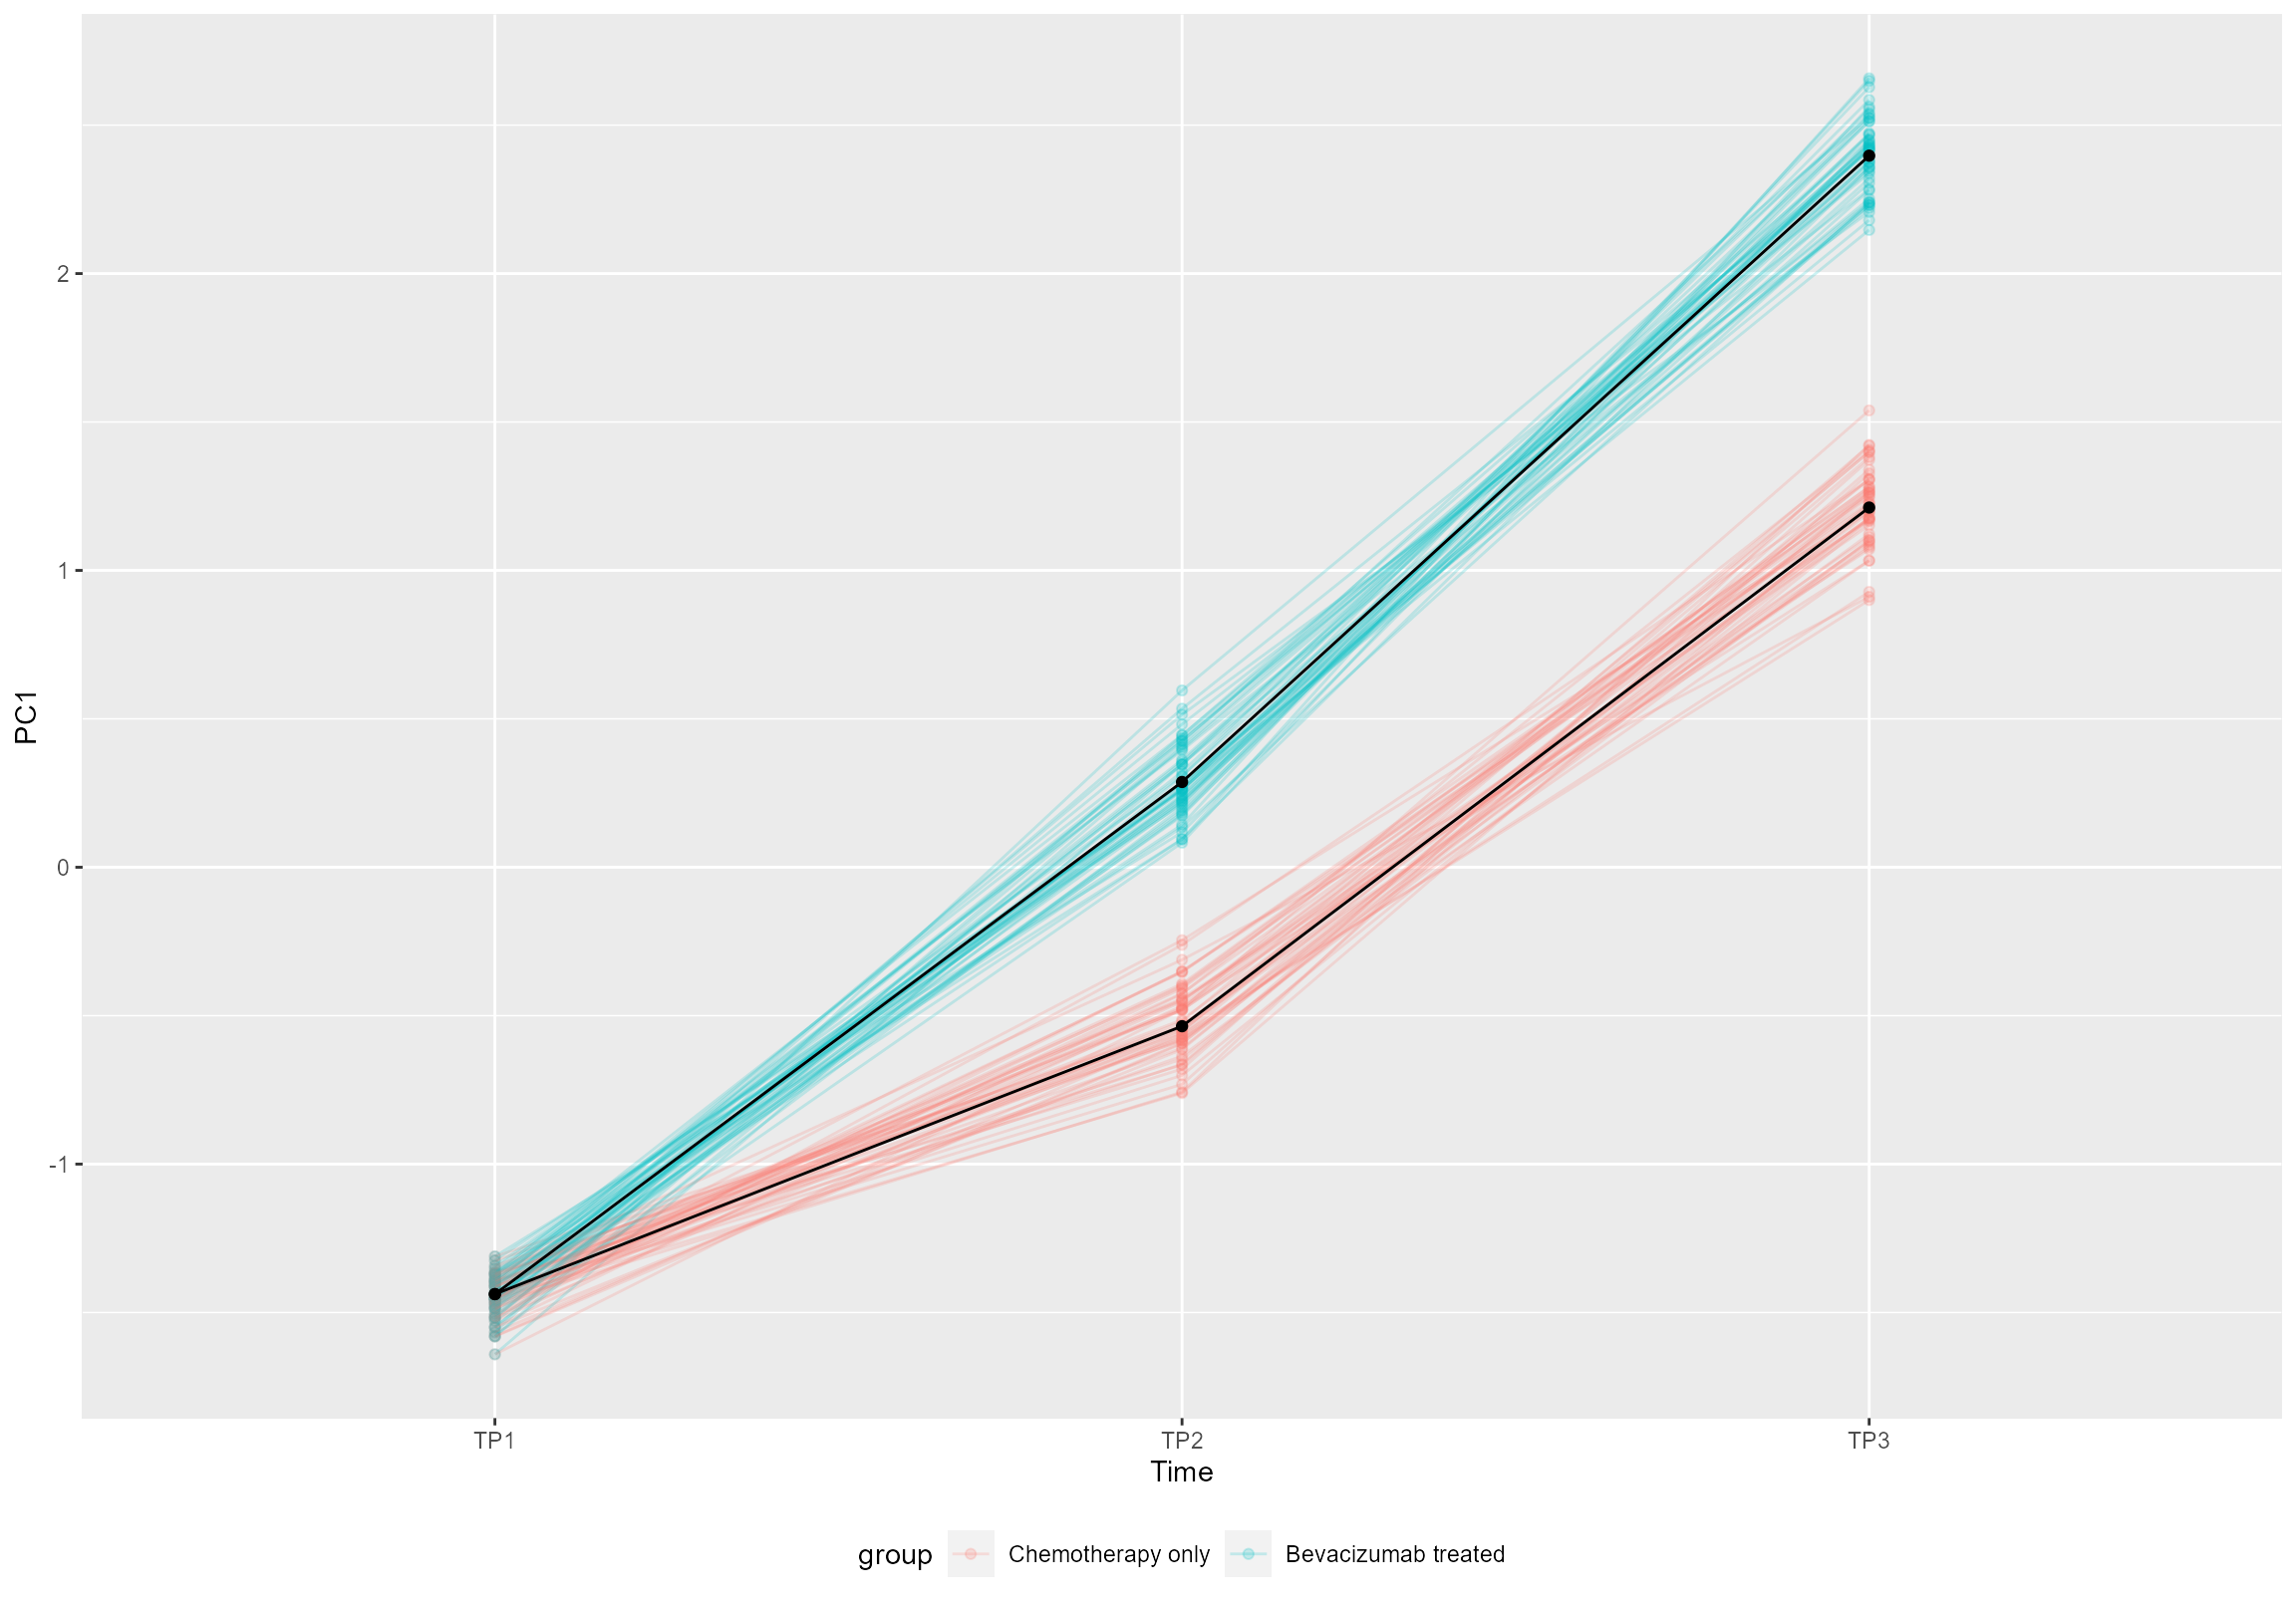 PC1
2
1
0
-1
TP1 TP2 TP3
Time
group Chemotherapy only Bevacizumab treated